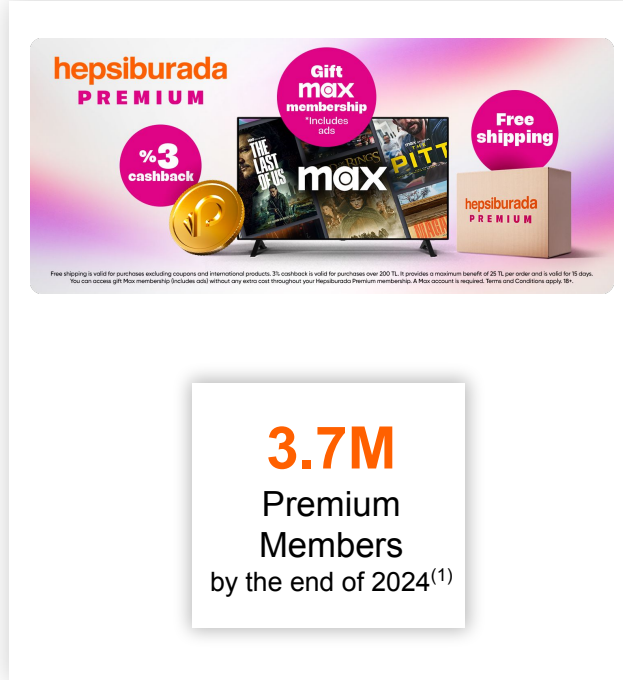 hepsiburada
PREMIUM
Gift
max
membership
*Includes
ads
%3
cashback
Free
shipping
THE
LAST
OF US
RINGS
PITT
max
hepsiburada
PREMIUM
Free shipping is valid for purchases excluding coupons and international products. 3% cashback is valid for purchases over 200 TL. It provides a maximum benefit of 25 TL per order and is valid for 15 days.
You can access gift Max membership (includes ads) without any extra cost throughout your Hepsiburada Premium membership. A Max account is required. Terms and Conditions apply. 18+.
3.7M
Premium
Members
by the end of 2024(1)